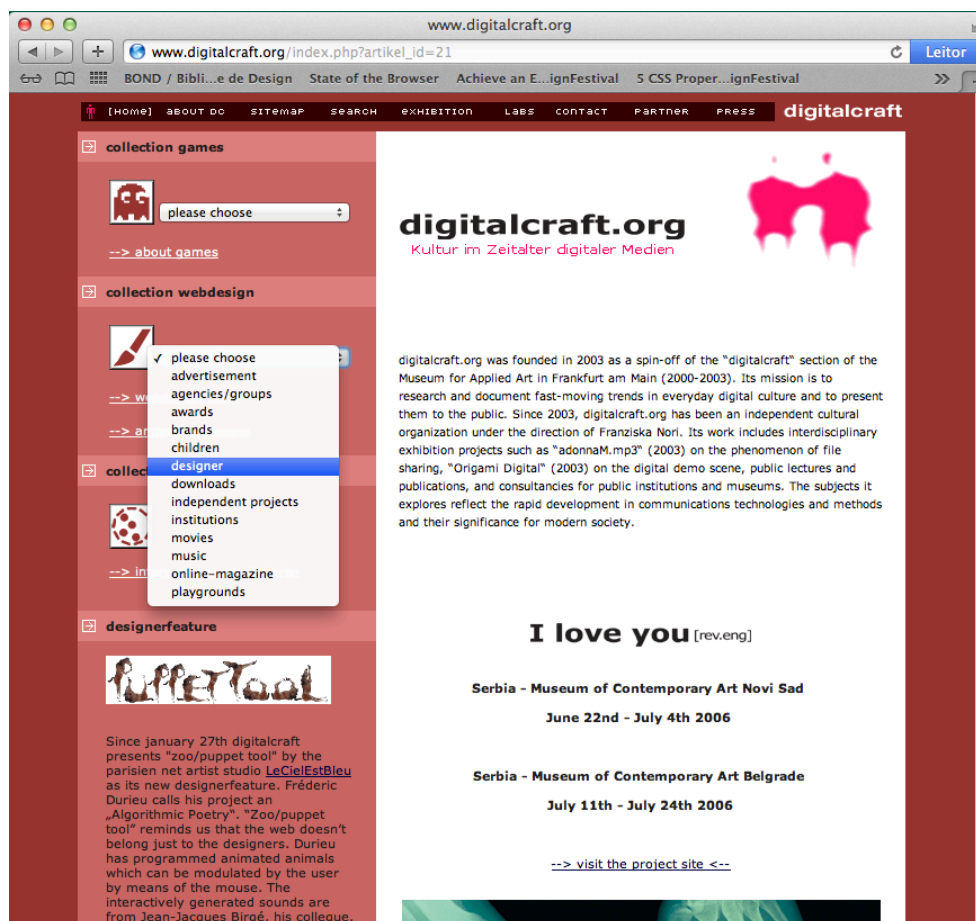 www.digitalcraft.org
www.digitalcraft.org/index.php?artikel_id=21
Leitor
BOND / Bibli...e de Design State of the Browser Achieve an E...ignFestival 5 CSS Proper...ignFestival
[Home] ABOUT DC SITEMAP SEARCH EXHIBITION LABS CONTACT PARTNER PRESS digitalcraft
collection games
please choose
--> about games
collection webdesign
✓ please choose
advertisement
agencies/groups
awards
brands
children
designer
downloads
independent projects
institutions
movies
music
online-magazine
playgrounds
designerfeature
PuppetTool
Since january 27th digitalcraft
presents "zoo/puppet tool" by the
parisien net artist studio LeCielEstBleu
as its new designerfeature. Fréderic
Durieu calls his project an
„Algorithmic Poetry“. "Zoo/puppet
tool" reminds us that the web doesn't
belong just to the designers. Durieu
has programmed animated animals
which can be modulated by the user
by means of the mouse. The
interactively generated sounds are
from Jean-Jacques Birgé, his collegue,
digitalcraft.org
Kultur im Zeitalter digitaler Medien
digitalcraft.org was founded in 2003 as a spin-off of the "digitalcraft" section of the
Museum for Applied Art in Frankfurt am Main (2000-2003). Its mission is to
research and document fast-moving trends in everyday digital culture and to present
them to the public. Since 2003, digitalcraft.org has been an independent cultural
organization under the direction of Franziska Nori. Its work includes interdisciplinary
exhibition projects such as "adonnaM.mp3" (2003) on the phenomenon of file
sharing, "Origami Digital" (2003) on the digital demo scene, public lectures and
publications, and consultancies for public institutions and museums. The subjects it
explores reflect the rapid development in communications technologies and methods
and their significance for modern society.
I love you [rev.eng]
Serbia - Museum of Contemporary Art Novi Sad
June 22nd - July 4th 2006
Serbia - Museum of Contemporary Art Belgrade
July 11th - July 24th 2006
--> visit the project site <--